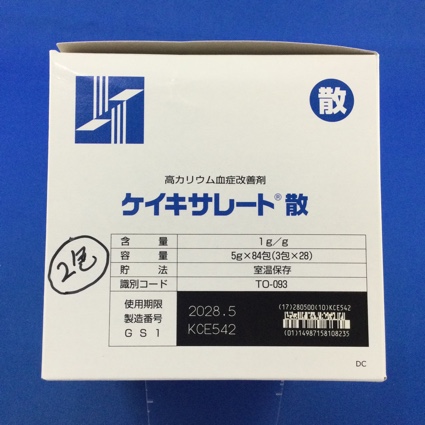 散
高カリウム血症改善剤
ケイキサレート®散
含量 1g/g
容量 5g×84包(3包×28)
貯法 室温保存
識別コード TO-093
2包
使用期限 2028.5
製造番号 KCE542
GS1
(17)280500(10)KCE542
(01)14987158108235
DC